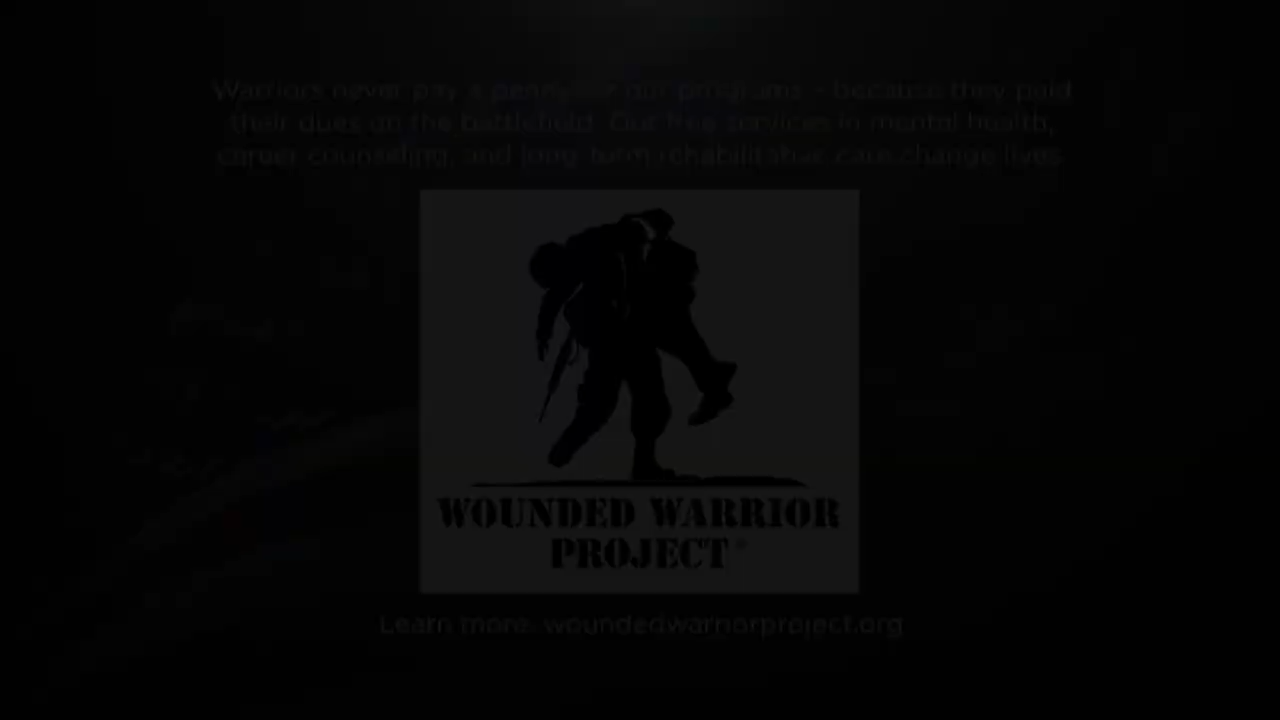 Warriors never pay a penny for our programs - because they paid
their dues on the battlefield. Our free services in mental health,
career counseling, and long-term rehabilitative care change lives.
WOUNDED WARRIOR
PROJECT®
Learn more: woundedwarriorproject.org